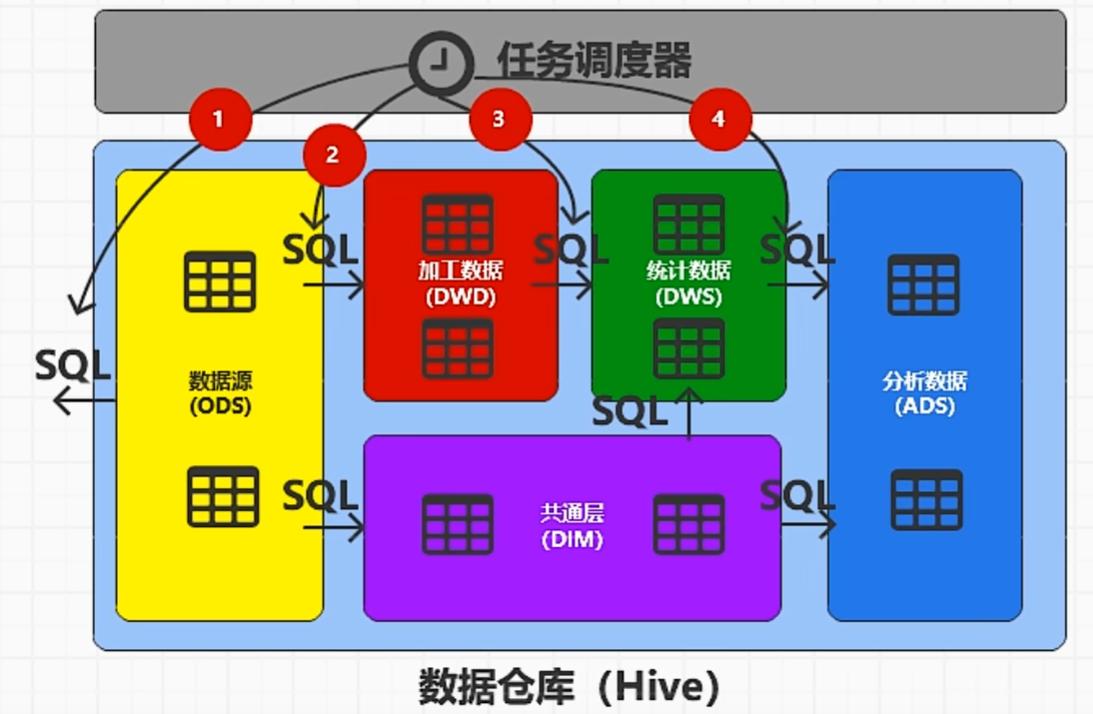 任务调度器
1
2
3
4
SQL
SQL
SQL
加工数据
(DWD)
统计数据
(DWS)
SQL
数据源
(ODS)
分析数据
(ADS)
SQL
SQL
SQL
共通层
(DIM)
数据仓库（Hive）